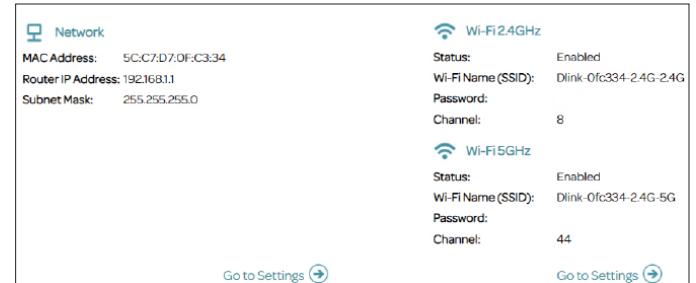 Network
MAC Address: 5C:C7:D7:0F:C3:34
Router IP Address: 192.168.1.1
Subnet Mask: 255.255.255.0
Go to Settings
Wi-Fi 2.4GHz
Status: Enabled
Wi-Fi Name (SSID): Dlink-0fc334-2.4G-2.4G
Password:
Channel: 8
Wi-Fi 5GHz
Status: Enabled
Wi-Fi Name (SSID): Dlink-0fc334-2.4G-5G
Password:
Channel: 44
Go to Settings